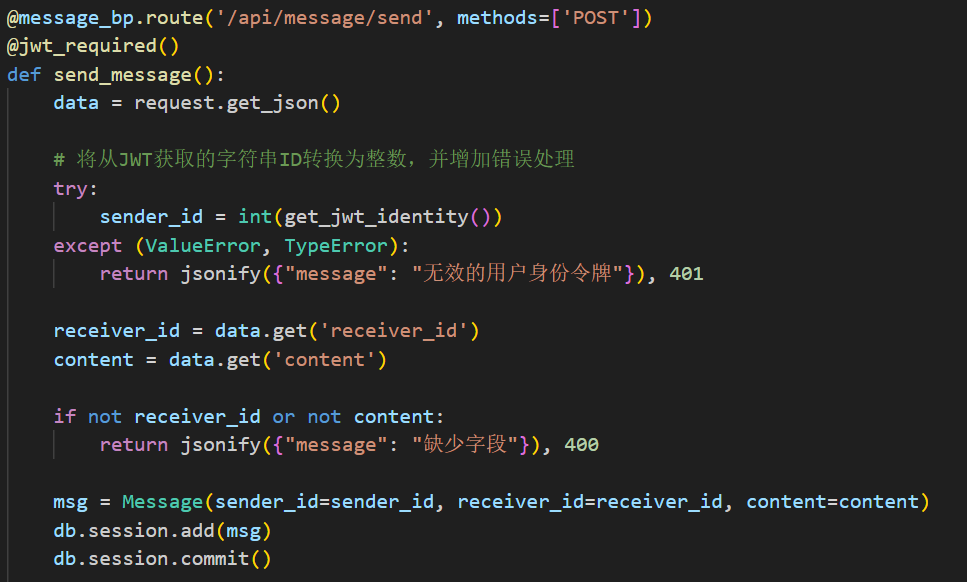 @message_bp.route('/api/message/send', methods=['POST'])
@jwt_required()
def send_message():
    data = request.get_json()

    # 将从JWT获取的字符串ID转换为整数，并增加错误处理
    try:
        sender_id = int(get_jwt_identity())
    except (ValueError, TypeError):
        return jsonify({"message": "无效的用户身份令牌"}), 401

    receiver_id = data.get('receiver_id')
    content = data.get('content')

    if not receiver_id or not content:
        return jsonify({"message": "缺少字段"}), 400

    msg = Message(sender_id=sender_id, receiver_id=receiver_id, content=content)
    db.session.add(msg)
    db.session.commit()